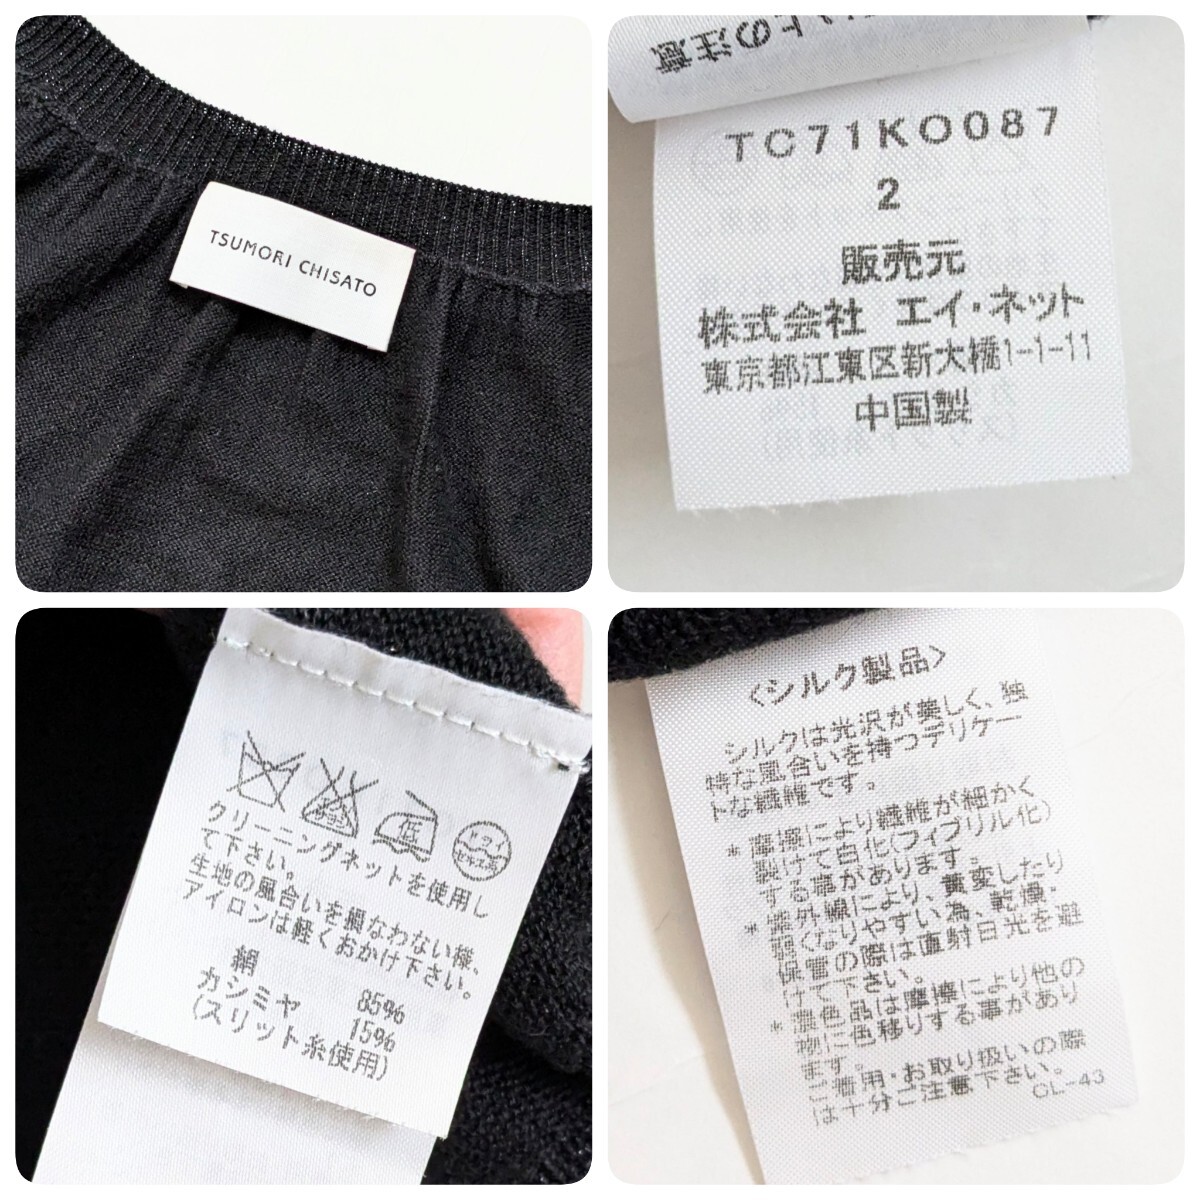 TSUMORI CHISATO
以上の注意
TC71KO087
2
販売元
株式会社 エイ・ネット
東京都江東区新大橋1-1-11
中国製
低
ドライ
セキユ系
クリーニングネットを使用し
て下さい。
生地の風合いを損なわない様、
アイロンは軽くおかけ下さい。
絹 85%
カシミヤ 15%
(スリット糸使用)
<シルク製品>
シルクは光沢が美しく、独
特な風合いを持つデリケー
トな繊維です。
*摩擦により繊維が細かく
裂けて白化(フィブリル化)
する事があります。
*紫外線により、黄変したり
弱くなりやすい為、乾燥・
保管の際は直射日光を避
けて下さい。
*濃色品は摩擦により他の
物に色移りする事があり
ます。
ご着用・お取り扱いの際
は十分ご注意下さい。
CL-43